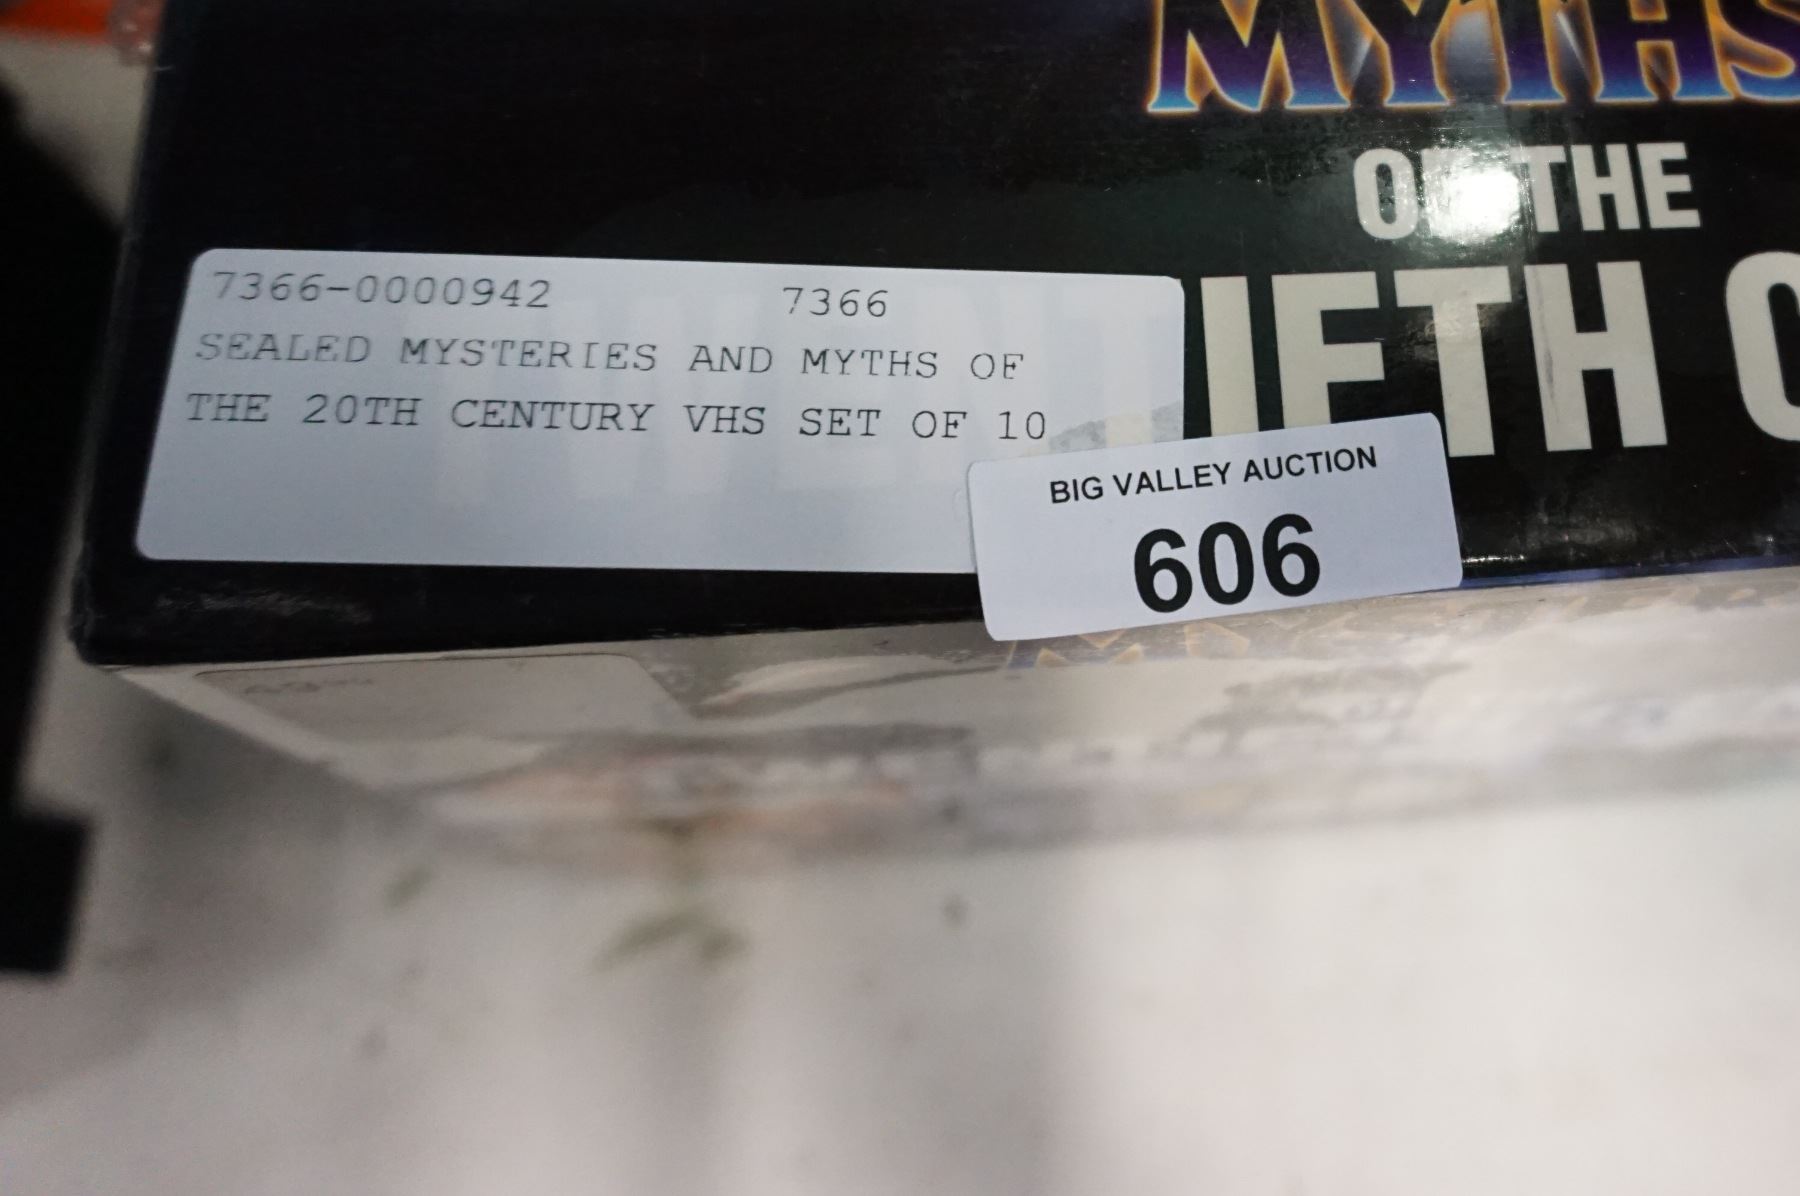 MYTHS
OF THE
7366-0000942 7366
SEALED MYSTERIES AND MYTHS OF
THE 20TH CENTURY VHS SET OF 10
BIG VALLEY AUCTION
606